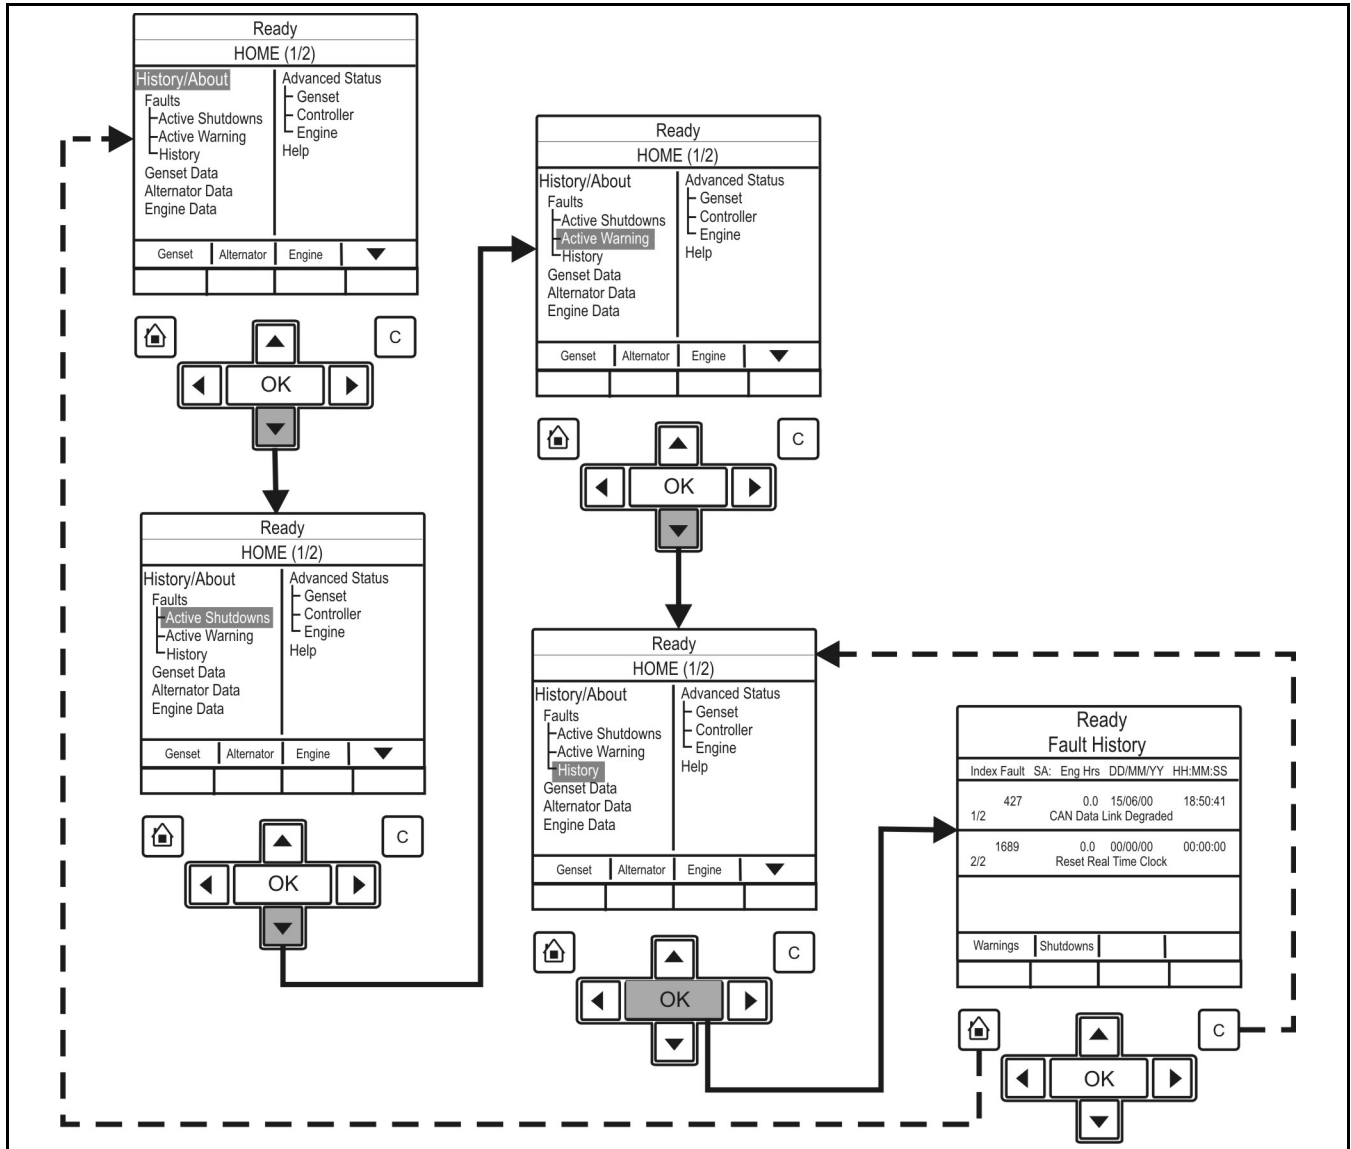 Ready
HOME (1/2)
History/About
Faults
Active Shutdowns
Active Warning
History
Genset Data
Alternator Data
Engine Data
Advanced Status
Genset
Controller
Engine
Help
Genset Alternator Engine
C
OK
Ready
HOME (1/2)
History/About
Faults
Active Shutdowns
Active Warning
History
Genset Data
Alternator Data
Engine Data
Advanced Status
Genset
Controller
Engine
Help
Genset Alternator Engine
C
OK
Ready
HOME (1/2)
History/About
Faults
Active Shutdowns
Active Warning
History
Genset Data
Alternator Data
Engine Data
Advanced Status
Genset
Controller
Engine
Help
Genset Alternator Engine
C
OK
Ready
HOME (1/2)
History/About
Faults
Active Shutdowns
Active Warning
History
Genset Data
Alternator Data
Engine Data
Advanced Status
Genset
Controller
Engine
Help
Genset Alternator Engine
C
OK
Ready
Fault History
Index Fault SA: Eng Hrs DD/MM/YY HH:MM:SS
427 0.0 15/06/00 18:50:41
1/2 CAN Data Link Degraded
1689 0.0 00/00/00 00:00:00
2/2 Reset Real Time Clock
Warnings Shutdowns
C
OK